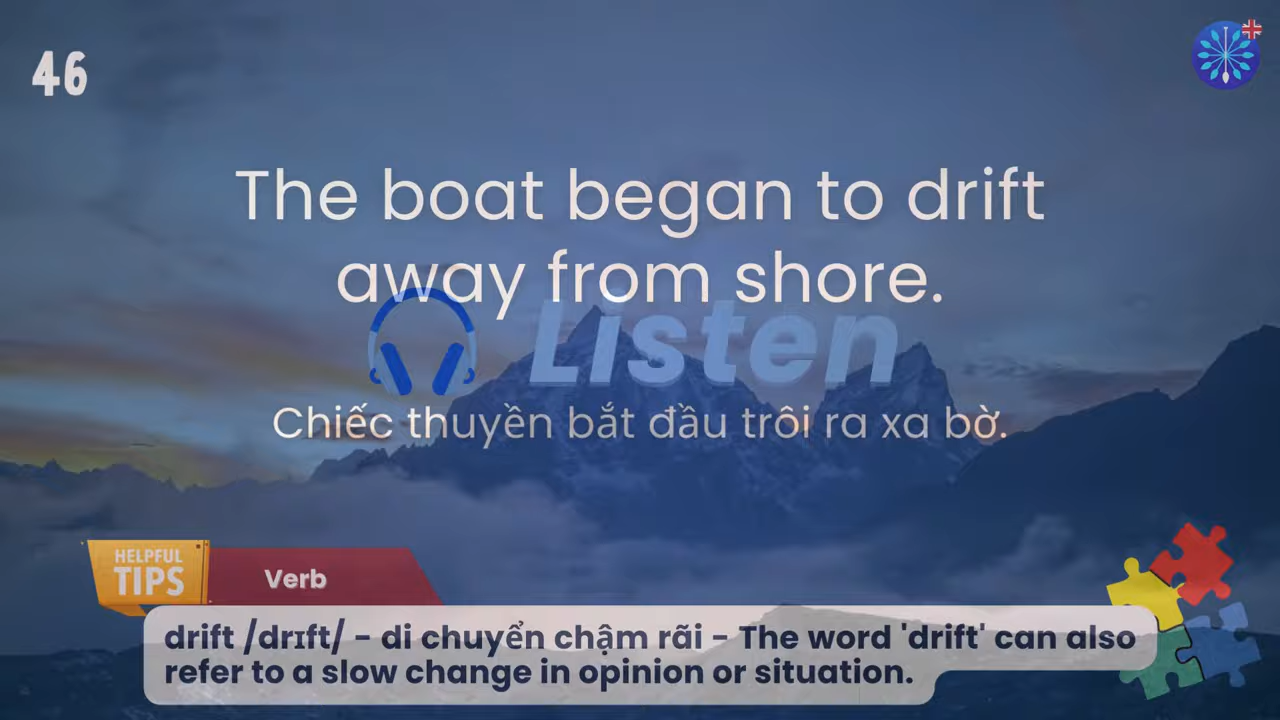 46
The boat began to drift
away from shore.
Listen
Chiếc thuyền bắt đầu trôi ra xa bờ.
HELPFUL
TIPS
Verb
drift /drɪft/ - di chuyển chậm rãi - The word 'drift' can also
refer to a slow change in opinion or situation.